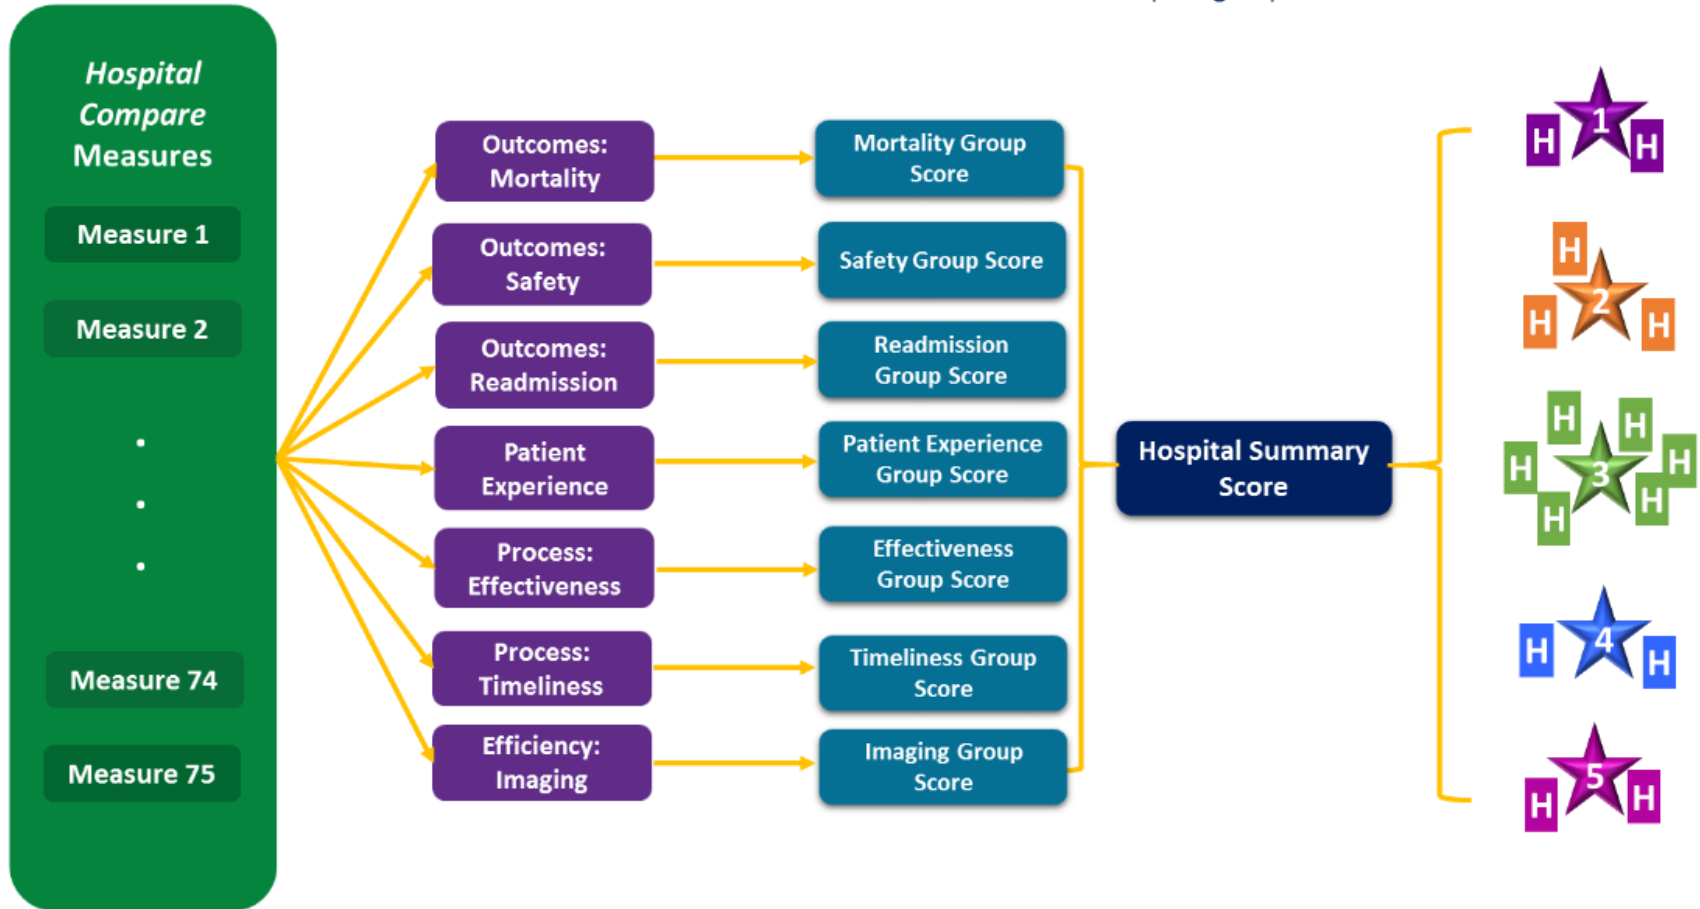 Hospital
Compare
Measures
Measure 1
Measure 2
.
.
.
Measure 74
Measure 75
Outcomes:
Mortality
Outcomes:
Safety
Outcomes:
Readmission
Patient
Experience
Process:
Effectiveness
Process:
Timeliness
Efficiency:
Imaging
Mortality Group
Score
Safety Group Score
Readmission
Group Score
Patient Experience
Group Score
Effectiveness
Group Score
Timeliness Group
Score
Imaging Group
Score
Hospital Summary
Score
1
H
H
H
2
H
H
H
H
H
H
3
H
H
H
4
H
5
H
H